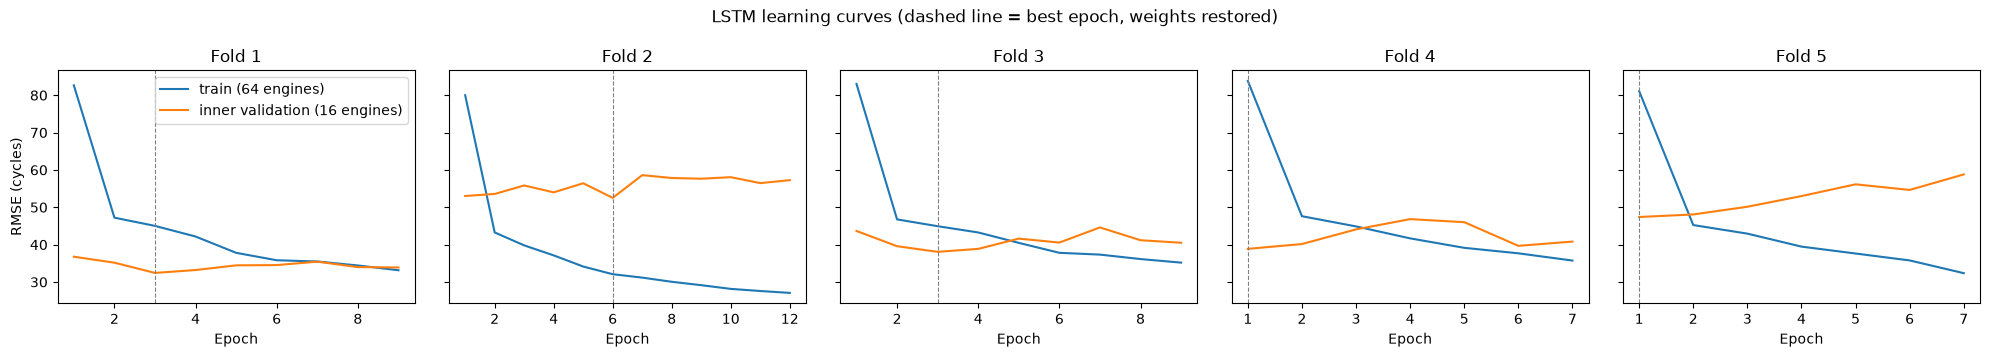 LSTM learning curves (dashed line = best epoch, weights restored)
Fold 1
Fold 2
Fold 3
Fold 4
Fold 5
train (64 engines)
inner validation (16 engines)
RMSE (cycles)
80
70
60
50
40
30
2 4 6 8
2 4 6 8 10 12
2 4 6 8
1 2 3 4 5 6 7
1 2 3 4 5 6 7
Epoch
Epoch
Epoch
Epoch
Epoch